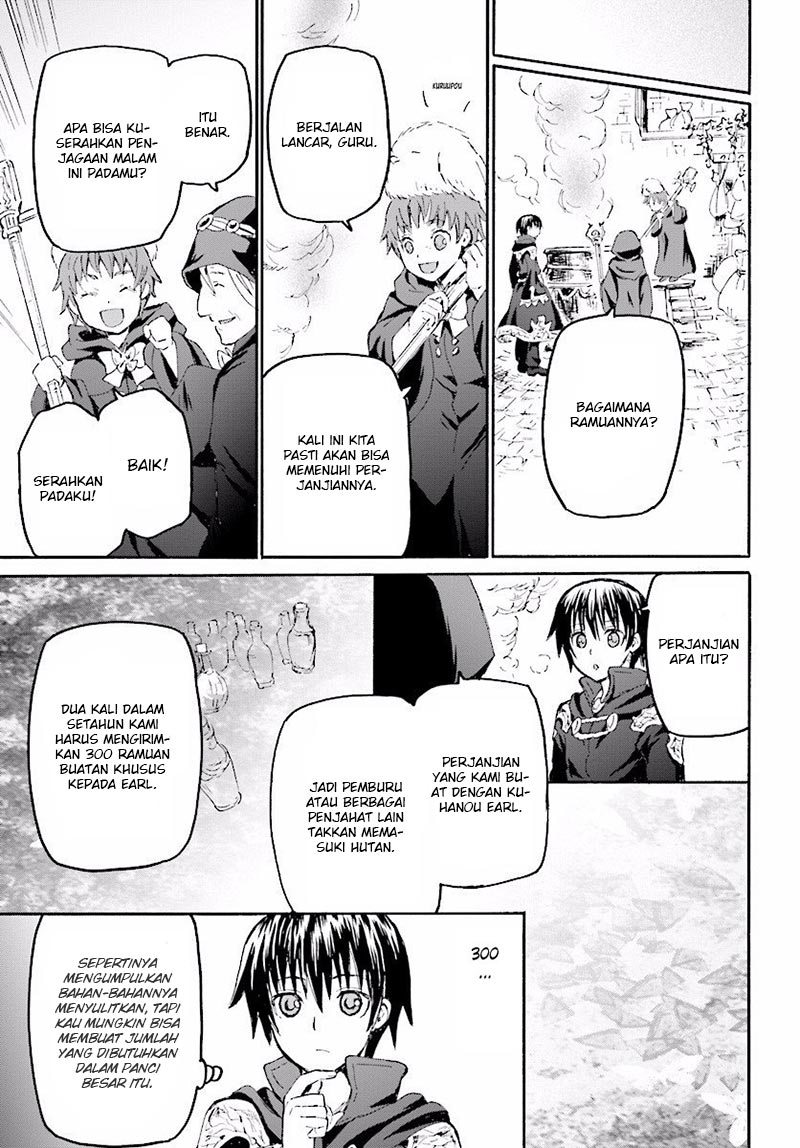 BAGAIMANA
RAMUANNYA?
KURUUPOU
BERJALAN
LANCAR, GURU.
KALI INI KITA
PASTI AKAN BISA
MEMENUHI PER-
JANJIANNYA.
ITU
BENAR.
APA BISA KU-
SERAHKAN PEN-
JAGAAN MALAM
INI PADAMU?
BAIK!
SERAHKAN
PADAKU!
PERJANJIAN
APA ITU?
PERJANJIAN
YANG KAMI BU-
AT DENGAN KU-
HANOU EARL.
JADI PEMBURU
ATAU BERBAGAI
PENJAHAT LAIN
TAKKAN MEMA-
SUKI HUTAN.
DUA KALI DALAM
SETAHUN KAMI
HARUS MENGIRIM-
KAN 300 RAMUAN
BUATAN KHUSUS
KEPADA EARL.
300
...
SEPERTINYA
MENGUMPULKAN
BAHAN-BAHANNYA
MENYULITKAN, TAPI
KAU MUNGKIN BISA
MEMBUAT JUMLAH
YANG DIBUTUHKAN
DALAM PANCI
BESAR ITU.